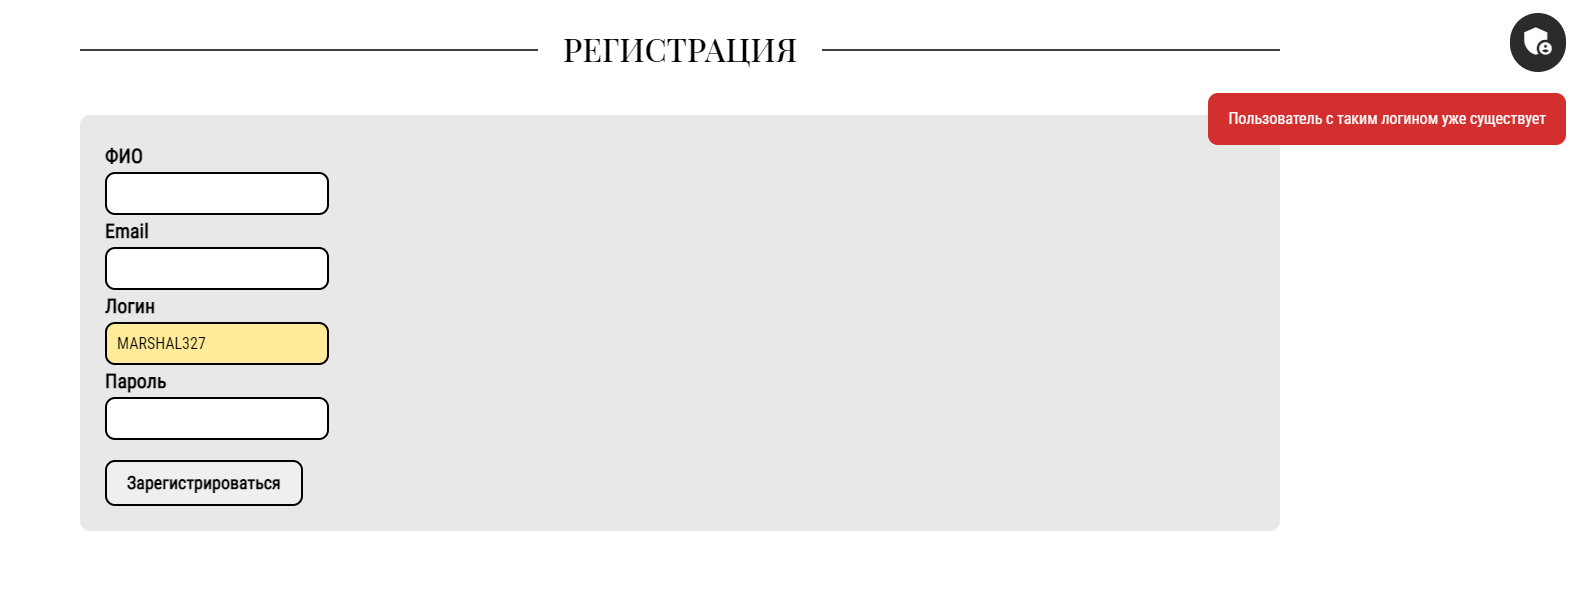 РЕГИСТРАЦИЯ
Пользователь с таким логином уже существует
ФИО
Email
Логин
MARSHAL327
Пароль
Зарегистрироваться